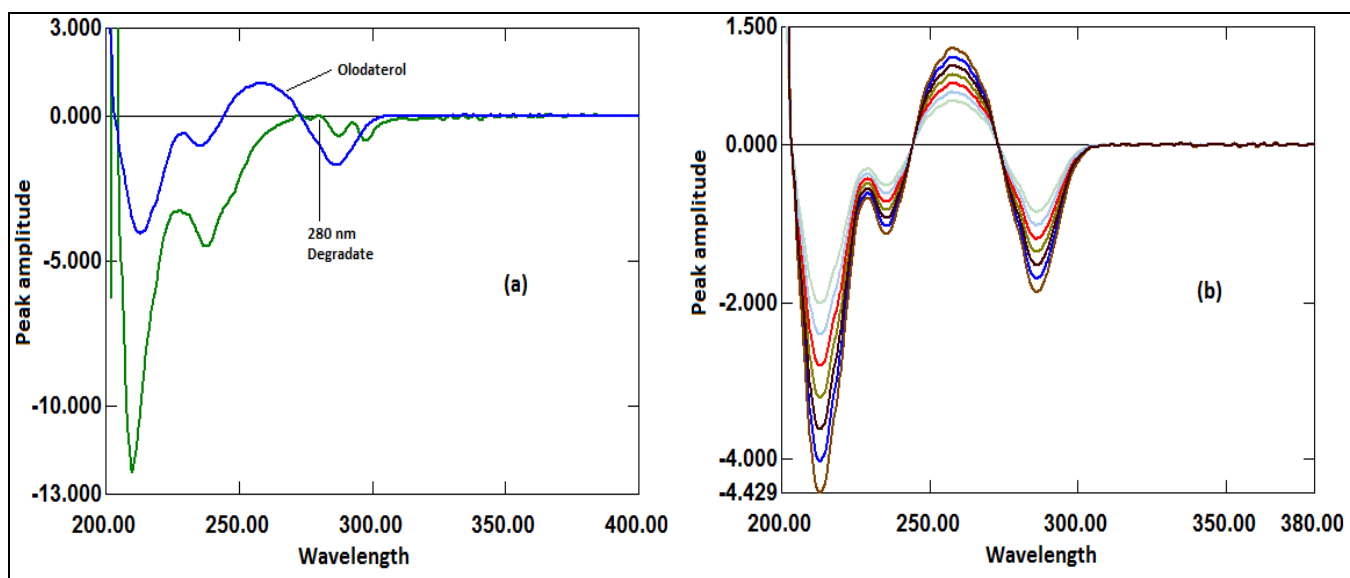 3.000
0.000
-5.000
-10.000
-13.000
Peak amplitude
Olodaterol
280 nm
Degradate
(a)
200.00
250.00
300.00
350.00
400.00
Wavelength
1.500
0.000
-2.000
-4.000
-4.429
Peak amplitude
(b)
200.00
250.00
300.00
350.00
380.00
Wavelength